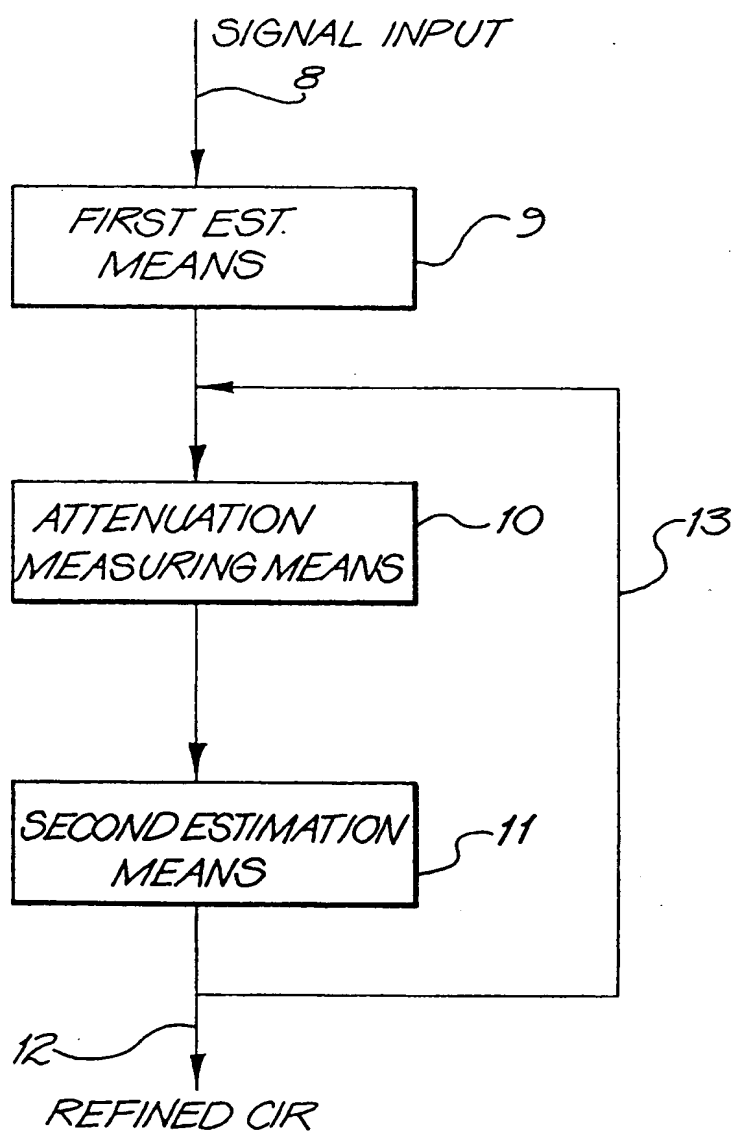 SIGNAL INPUT
8
FIRST EST.
MEANS
9
ATTENUATION
MEASURING MEANS
10
13
SECOND ESTIMATION
MEANS
11
12
REFINED CIR